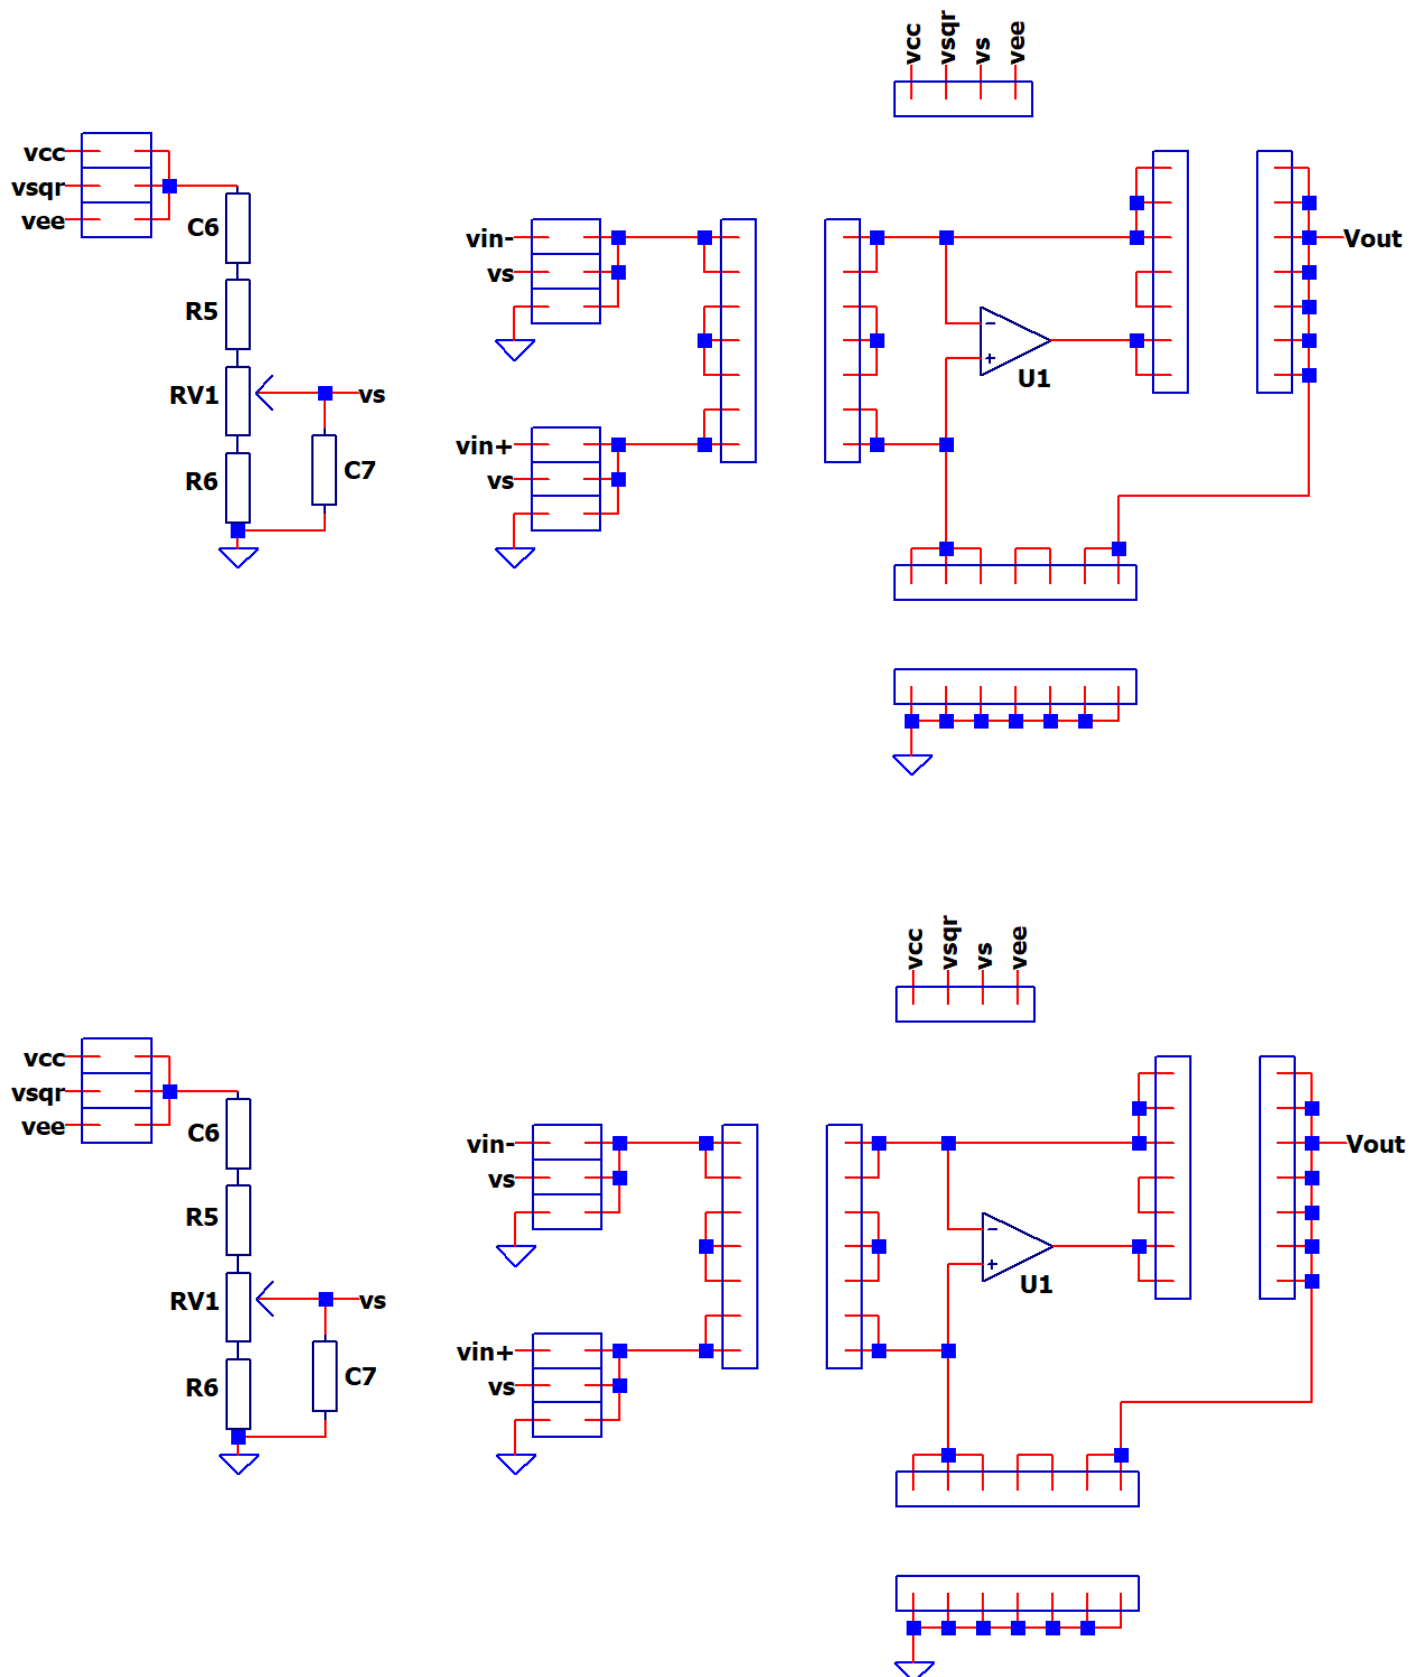 vcc
vsqr
vs
vee
vcc
vsqr
vee
C6
R5
RV1
vs
R6
C7
vin-
vs
vin+
vs
-
+
U1
Vout
vcc
vsqr
vs
vee
vcc
vsqr
vee
C6
R5
RV1
vs
R6
C7
vin-
vs
vin+
vs
-
+
U1
Vout